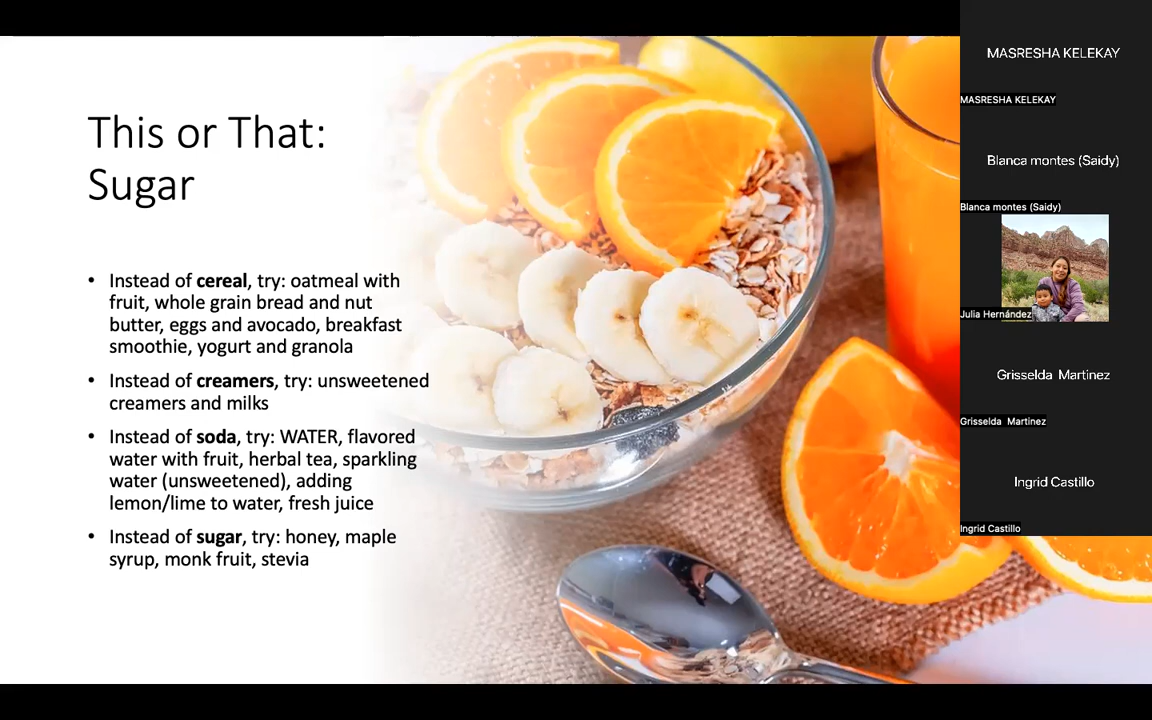 This or That:
Sugar
• Instead of cereal, try: oatmeal with
fruit, whole grain bread and nut
butter, eggs and avocado, breakfast
smoothie, yogurt and granola
• Instead of creamers, try: unsweetened
creamers and milks
• Instead of soda, try: WATER, flavored
water with fruit, herbal tea, sparkling
water (unsweetened), adding
lemon/lime to water, fresh juice
• Instead of sugar, try: honey, maple
syrup, monk fruit, stevia
MASRESHA KELEKAY
MASRESHA KELEKAY
Blanca montes (Saidy)
Blanca montes (Saidy)
Julia Hernández
Grisselda Martinez
Grisselda Martinez
Ingrid Castillo
Ingrid Castillo